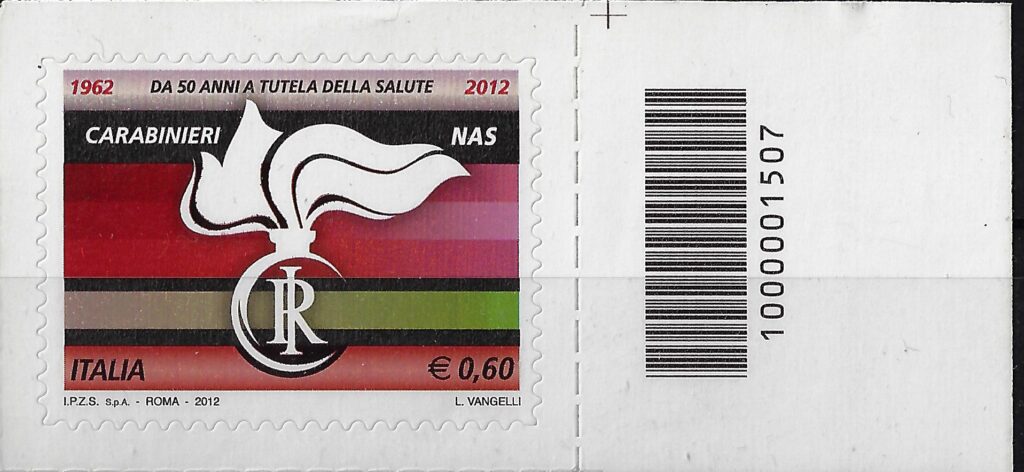 1962 DA 50 ANNI A TUTELA DELLA SALUTE 2012
CARABINIERI NAS
RI
ITALIA € 0,60
I.P.Z.S. S.p.A. - ROMA - 2012 L. VANGELLI
1000001507